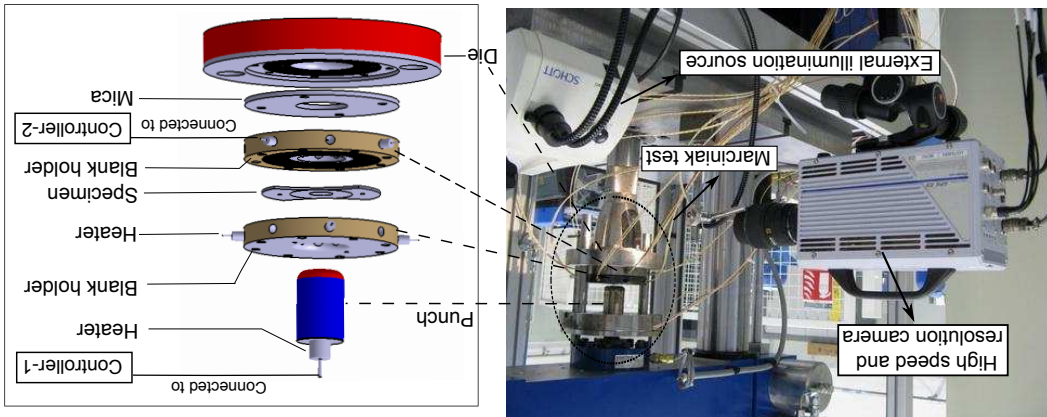 High speed and
resolution camera
Marciniak test
External illumination source
SCHOTT
Connected to
Controller-1
Heater
Punch
Blank holder
Heater
Specimen
Blank holder
Connected to
Controller-2
Mica
Die